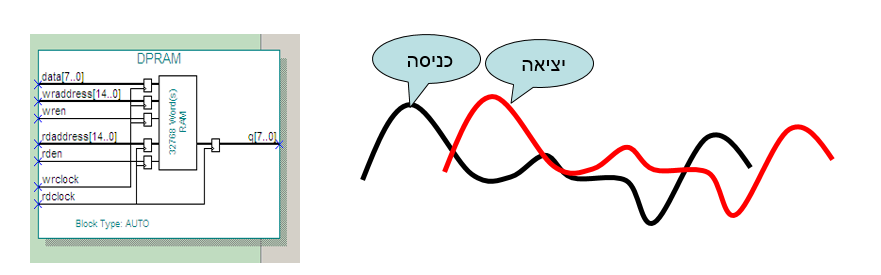 DPRAM
data[7..0]
wraddress[14..0]
wren
rdaddress[14..0]
rden
wrclock
rdclock
32768 Word(s)
RAM
q[7..0]
Block Type: AUTO
כניסה
יציאה